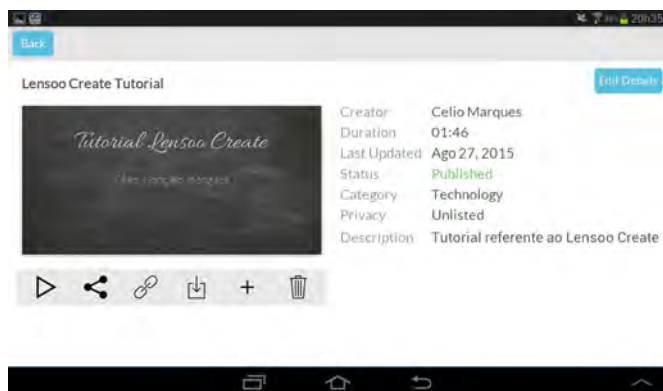 20h35
Back
Lensoo Create Tutorial
Edit Details
Tutorial Lensoo Create
Creator Celio Marques
Duration 01:46
Last Updated Ago 27, 2015
Status Published
Category Technology
Privacy Unlisted
Description Tutorial referente ao Lensoo Create